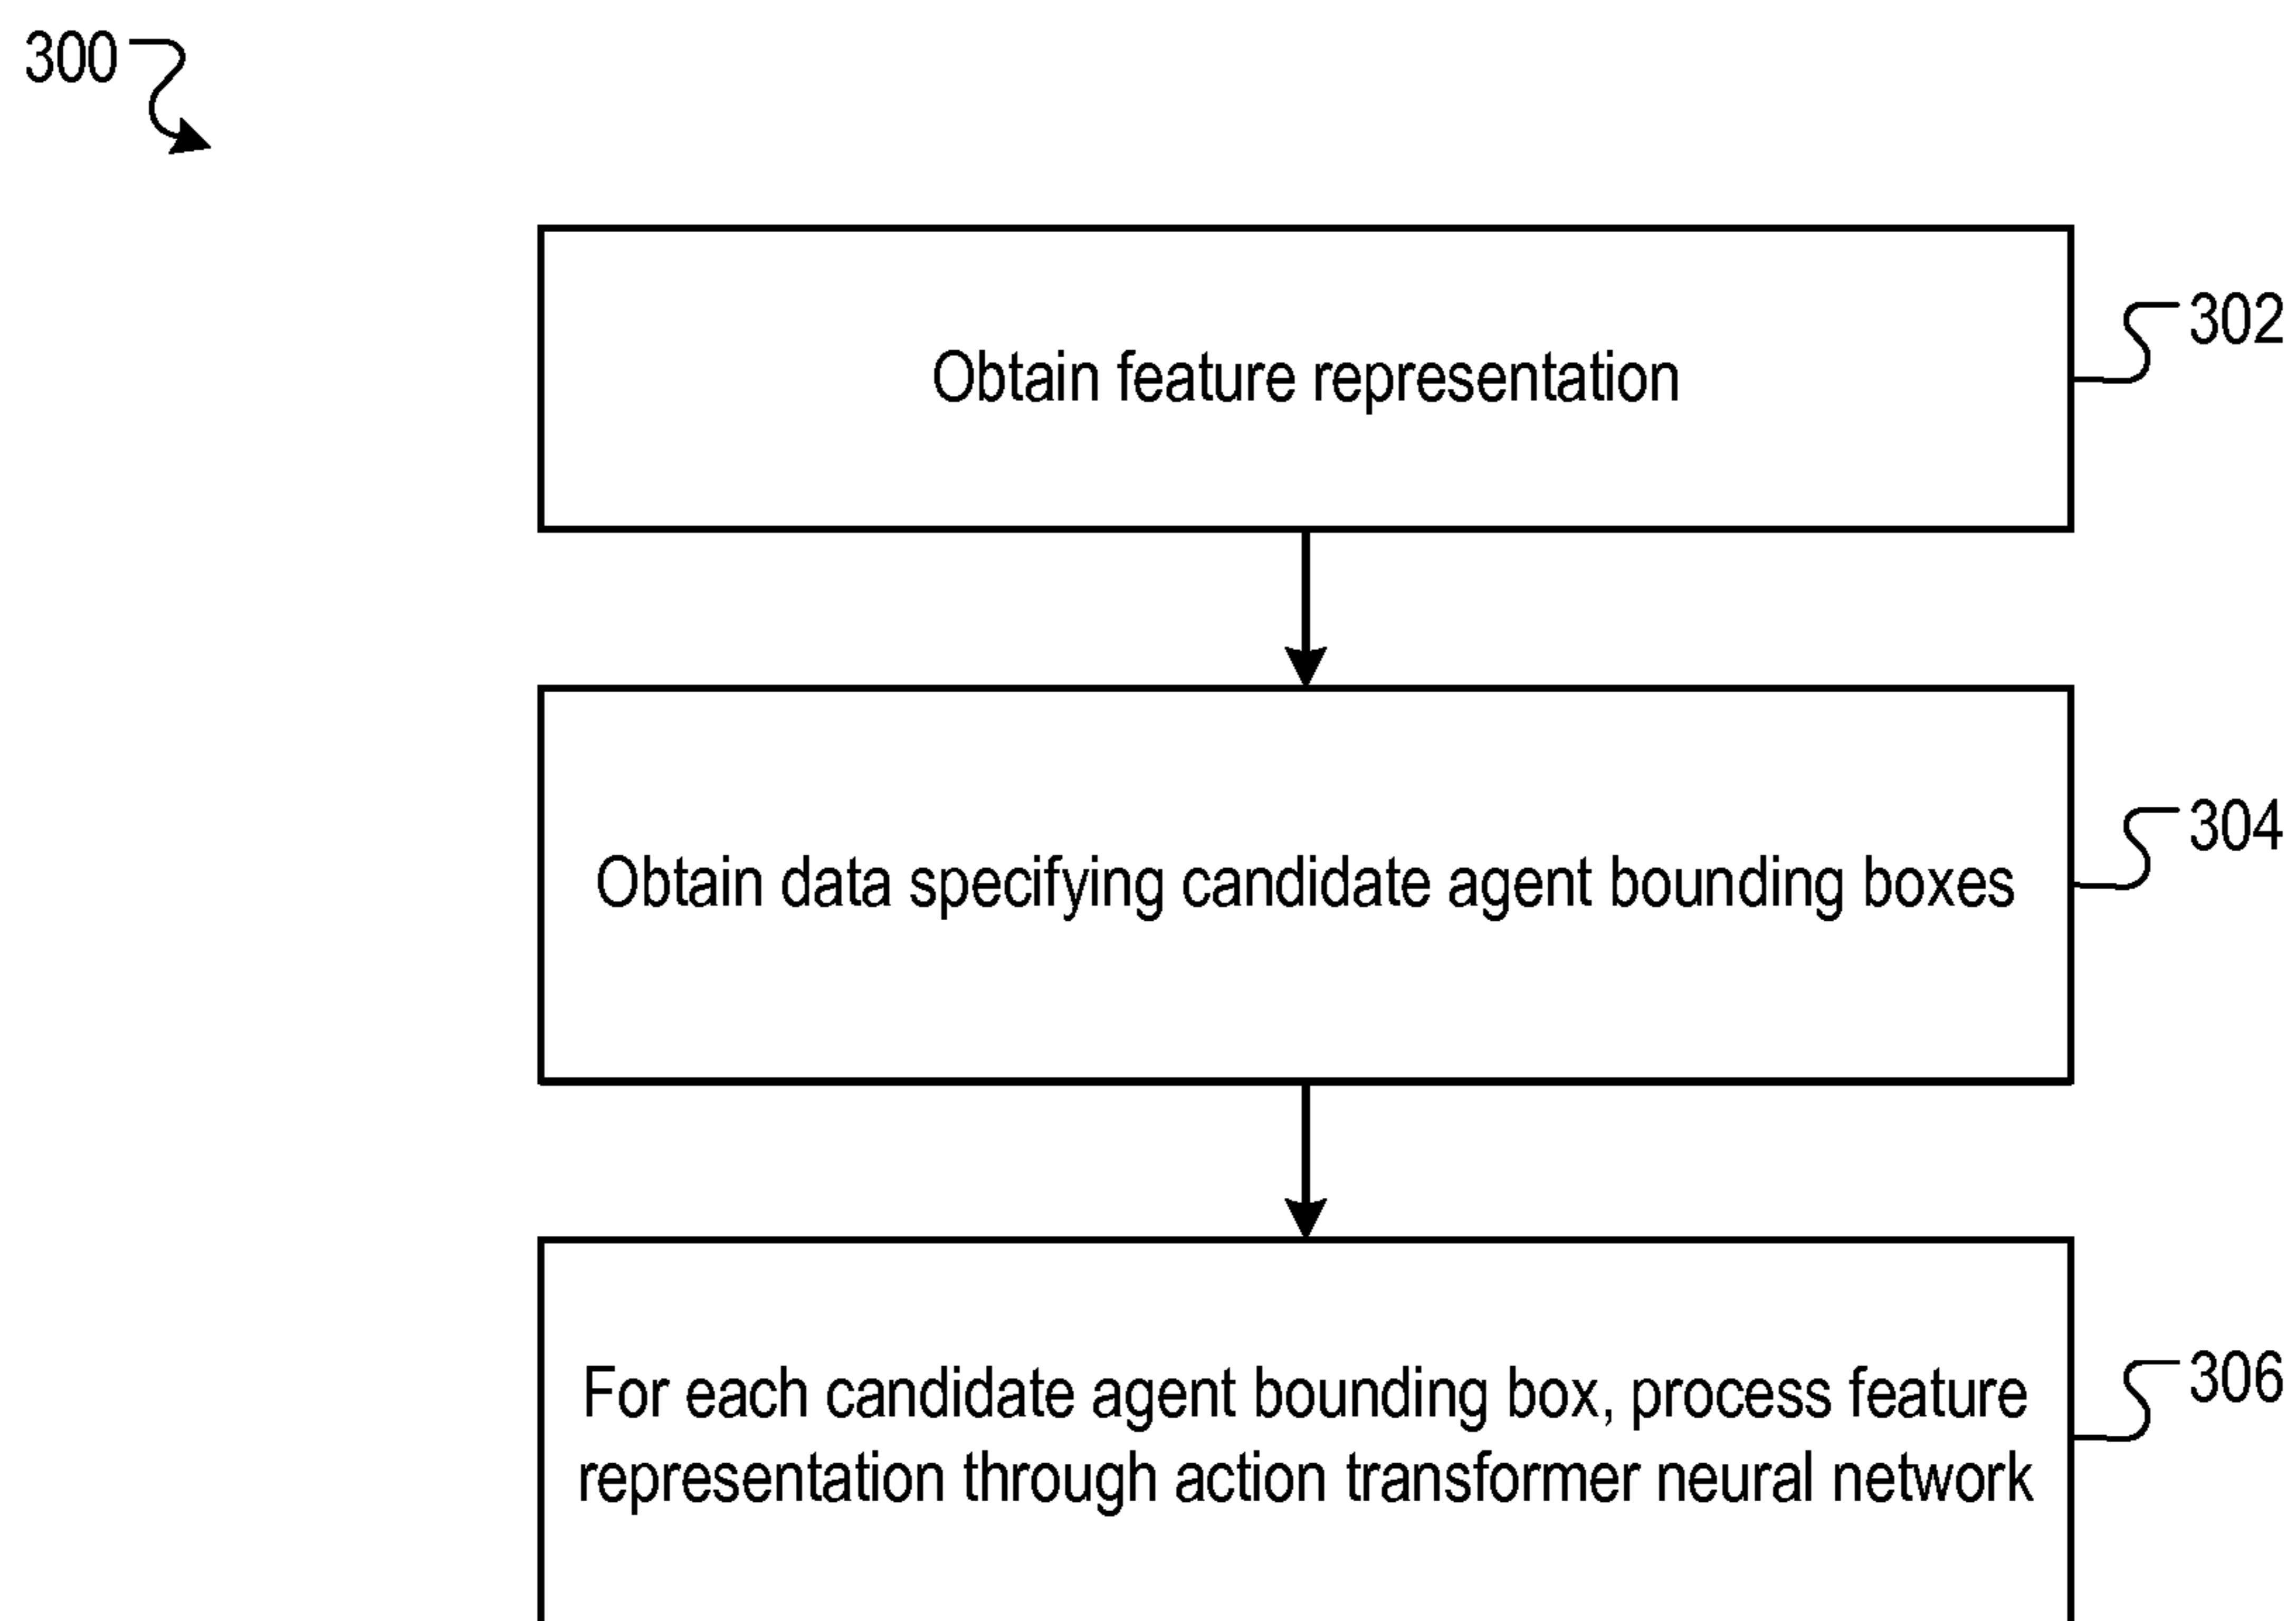 300
Obtain feature representation
302
Obtain data specifying candidate agent bounding boxes
304
For each candidate agent bounding box, process feature
representation through action transformer neural network
306